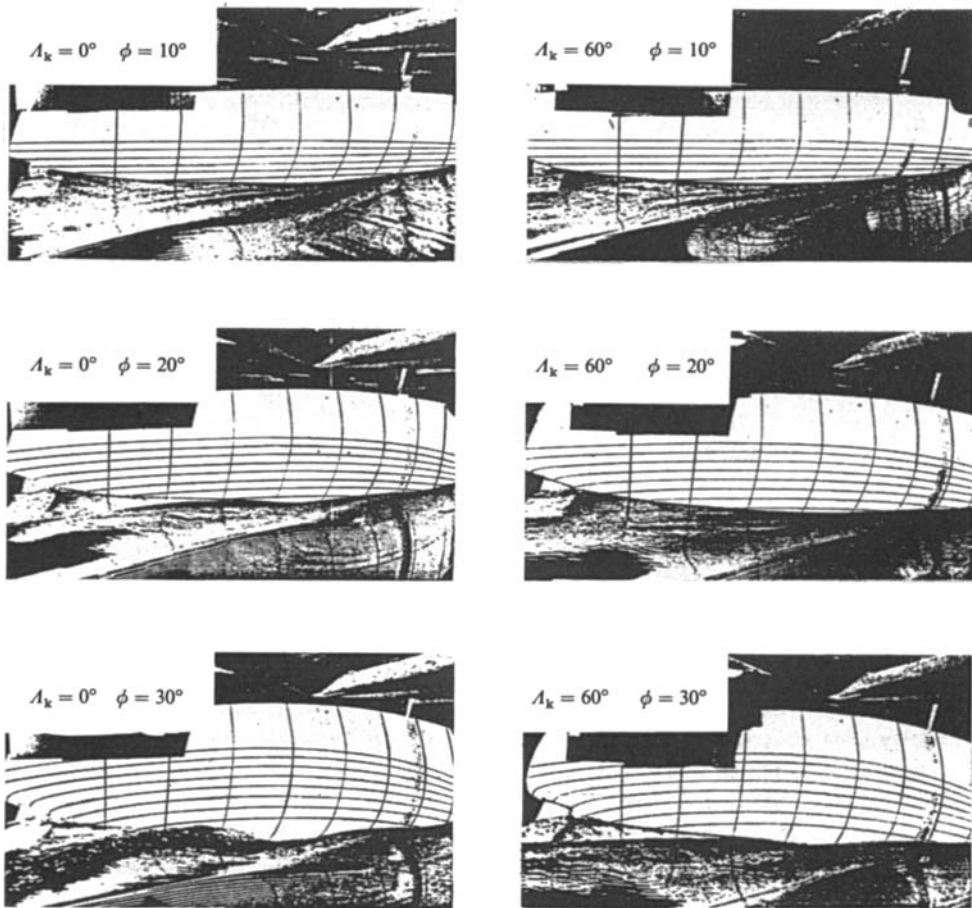 Λₖ = 0° ϕ = 10°
Λₖ = 60° ϕ = 10°
Λₖ = 0° ϕ = 20°
Λₖ = 60° ϕ = 20°
Λₖ = 0° ϕ = 30°
Λₖ = 60° ϕ = 30°